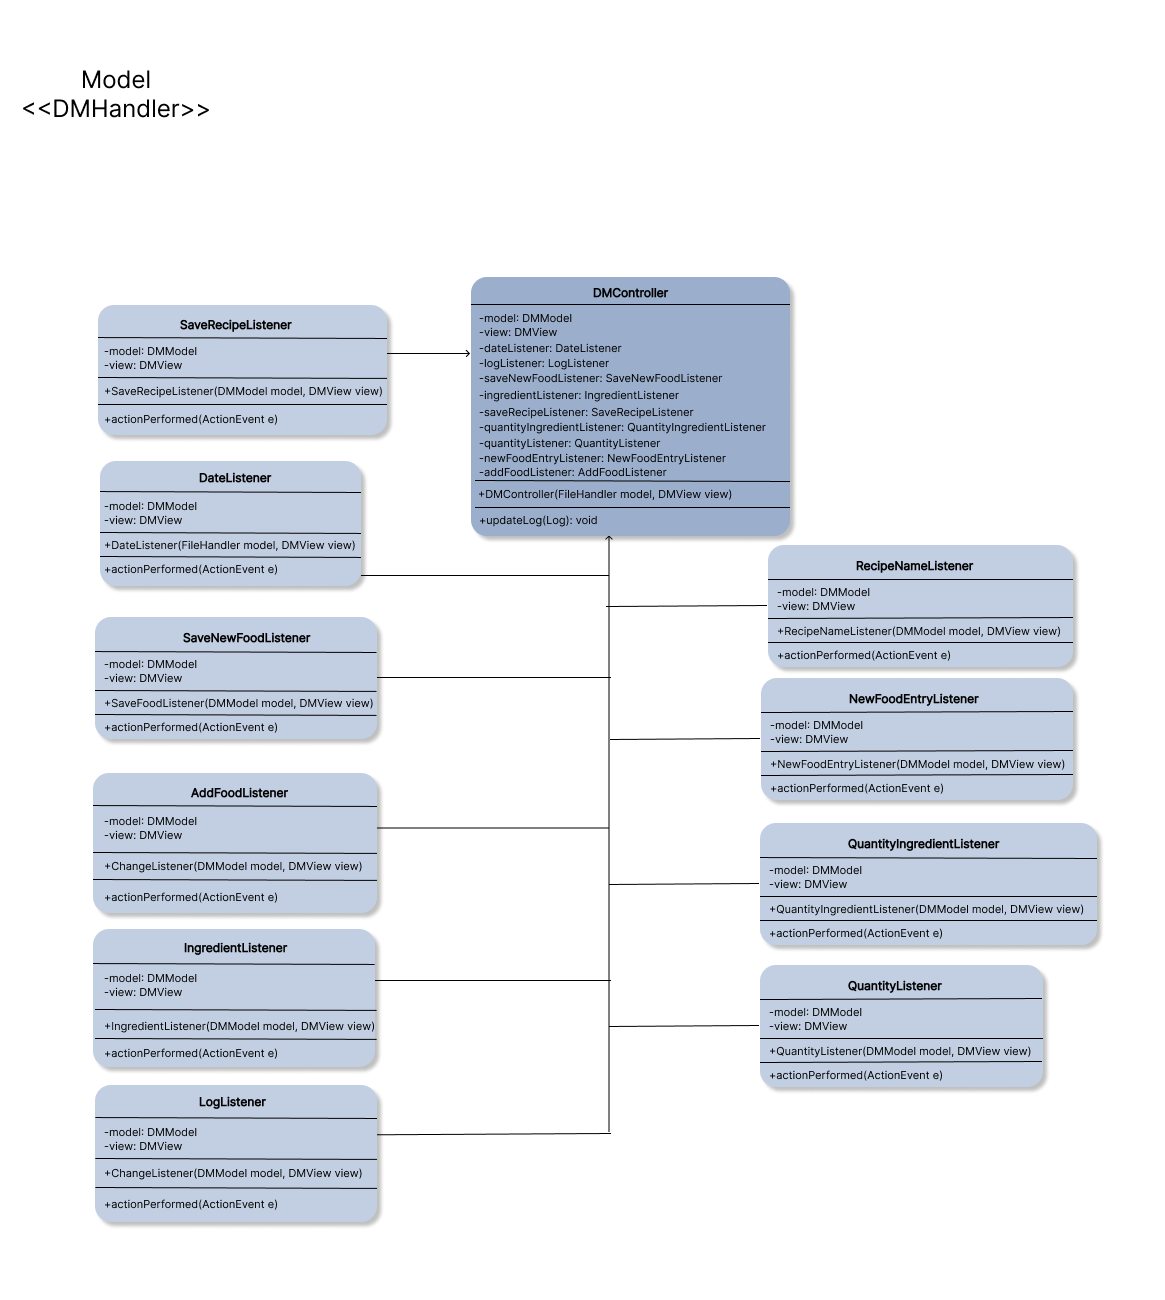 Model
<<DMHandler>>
DMController
-model: DMModel
-view: DMView
-dateListener: DateListener
-logListener: LogListener
-saveNewFoodListener: SaveNewFoodListener
-ingredientListener: IngredientListener
-saveRecipeListener: SaveRecipeListener
-quantityIngredientListener: QuantityIngredientListener
-quantityListener: QuantityListener
-newFoodEntryListener: NewFoodEntryListener
-addFoodListener: AddFoodListener
+DMController(FileHandler model, DMView view)
+updateLog(Log): void
SaveRecipeListener
-model: DMModel
-view: DMView
+SaveRecipeListener(DMModel model, DMView view)
+actionPerformed(ActionEvent e)
DateListener
-model: DMModel
-view: DMView
+DateListener(FileHandler model, DMView view)
+actionPerformed(ActionEvent e)
SaveNewFoodListener
-model: DMModel
-view: DMView
+SaveFoodListener(DMModel model, DMView view)
+actionPerformed(ActionEvent e)
AddFoodListener
-model: DMModel
-view: DMView
+ChangeListener(DMModel model, DMView view)
+actionPerformed(ActionEvent e)
IngredientListener
-model: DMModel
-view: DMView
+IngredientListener(DMModel model, DMView view)
+actionPerformed(ActionEvent e)
LogListener
-model: DMModel
-view: DMView
+ChangeListener(DMModel model, DMView view)
+actionPerformed(ActionEvent e)
RecipeNameListener
-model: DMModel
-view: DMView
+RecipeNameListener(DMModel model, DMView view)
+actionPerformed(ActionEvent e)
NewFoodEntryListener
-model: DMModel
-view: DMView
+NewFoodEntryListener(DMModel model, DMView view)
+actionPerformed(ActionEvent e)
QuantityIngredientListener
-model: DMModel
-view: DMView
+QuantityIngredientListener(DMModel model, DMView view)
+actionPerformed(ActionEvent e)
QuantityListener
-model: DMModel
-view: DMView
+QuantityListener(DMModel model, DMView view)
+actionPerformed(ActionEvent e)